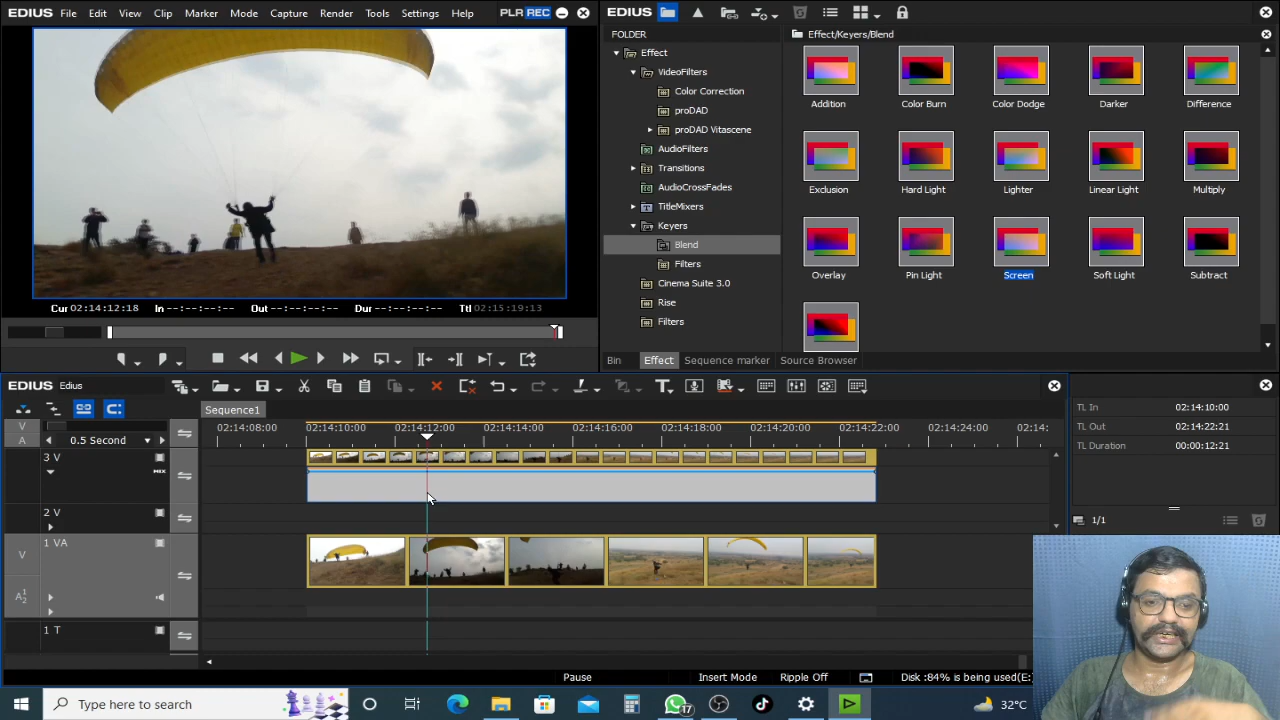 EDIUS File Edit View Clip Marker Mode Capture Render Tools Settings Help PLR REC
Cur 02:14:12:18 In --:--:--:-- Out --:--:--:-- Dur --:--:--:-- Ttl 02:15:19:13
EDIUS
FOLDER
Effect
VideoFilters
Color Correction
proDAD
proDAD Vitascene
AudioFilters
Transitions
AudioCrossFades
TitleMixers
Keyers
Blend
Filters
Cinema Suite 3.0
Rise
Filters
Effect/Keyers/Blend
Addition Color Burn Color Dodge Darker Difference
Exclusion Hard Light Lighter Linear Light Multiply
Overlay Pin Light Screen Soft Light Subtract
Bin Effect Sequence marker Source Browser
EDIUS Edius
Sequence1
V
A
0.5 Second
02:14:08:00 02:14:10:00 02:14:12:00 02:14:14:00 02:14:16:00 02:14:18:00 02:14:20:00 02:14:22:00 02:14:24:00 02:14:
3 V
MIX
2 V
1 VA
V
A1 2
1 T
Pause Insert Mode Ripple Off Disk :84% is being used(E:
TL In 02:14:10:00
TL Out 02:14:22:21
TL Duration 00:00:12:21
1/1
Type here to search
17
32°C